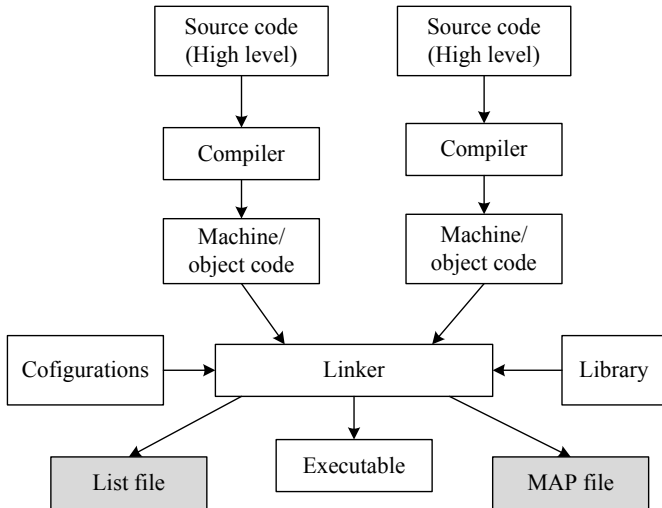 Source code
(High level)
Source code
(High level)
Compiler
Compiler
Machine/
object code
Machine/
object code
Cofigurations
Linker
Library
List file
Executable
MAP file